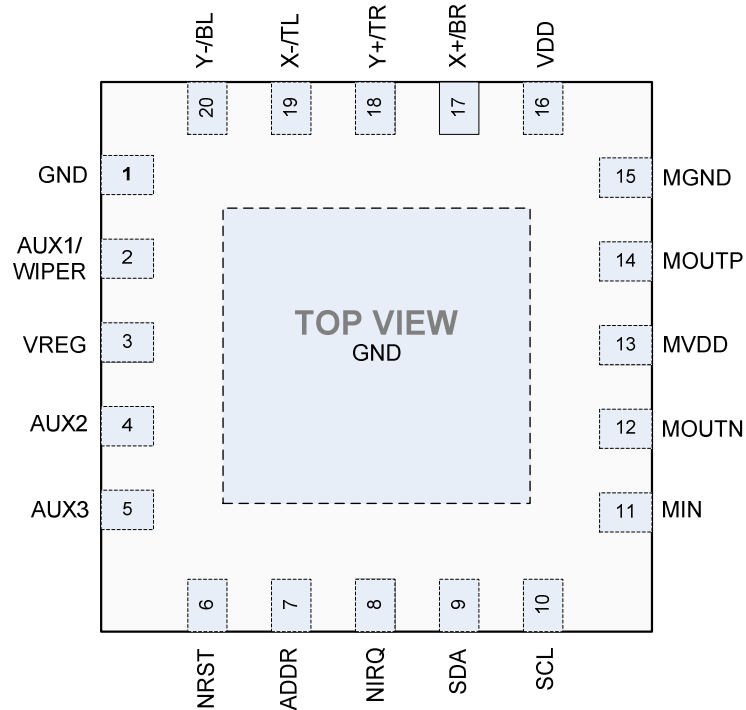 Y-/BL
X-/TL
Y+/TR
X+/BR
VDD
20
19
18
17
16
GND
1
AUX1/
WIPER
2
VREG
3
AUX2
4
AUX3
5
TOP VIEW
GND
15
MGND
14
MOUTP
13
MVDD
12
MOUTN
11
MIN
6
7
8
9
10
NRST
ADDR
NIRQ
SDA
SCL